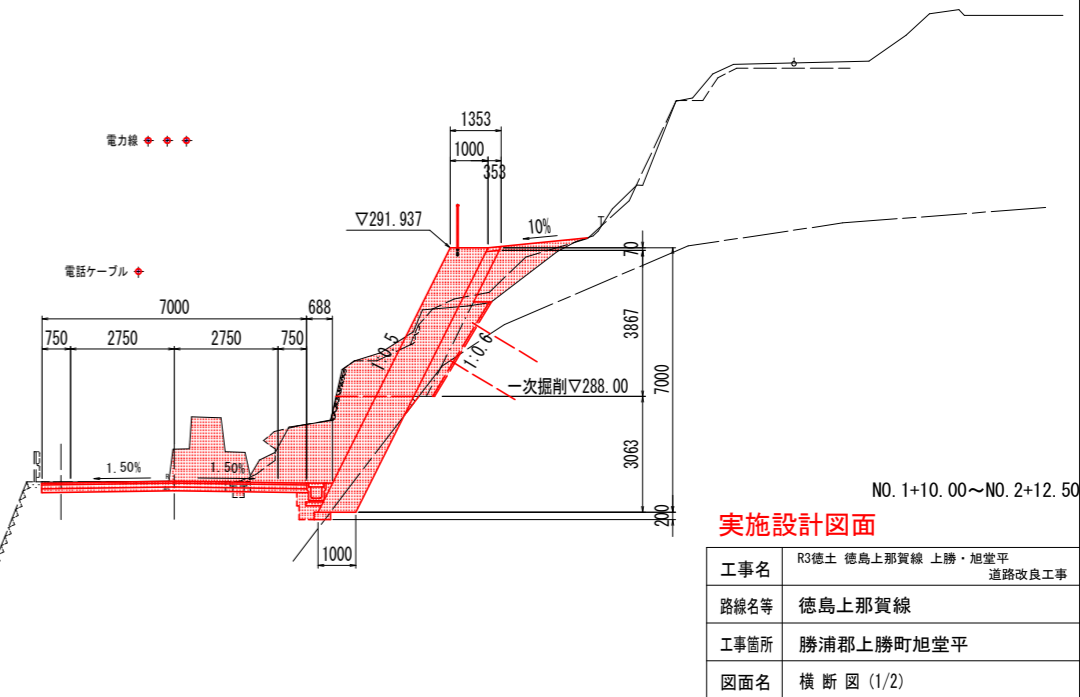 電力線
1353
1000
353
▽291.937
10%
70
電話ケーブル
7000
688
750
2750
2750
750
1:0.5
1:0.6
3867
7000
一次掘削▽288.00
3063
1.50%
1.50%
200
1000
NO.1+10.00～NO.2+12.50
実施設計図面
工事名 R3徳土 徳島上那賀線 上勝・旭堂平
道路改良工事
路線名等 徳島上那賀線
工事箇所 勝浦郡上勝町旭堂平
図面名 横断図(1/2)